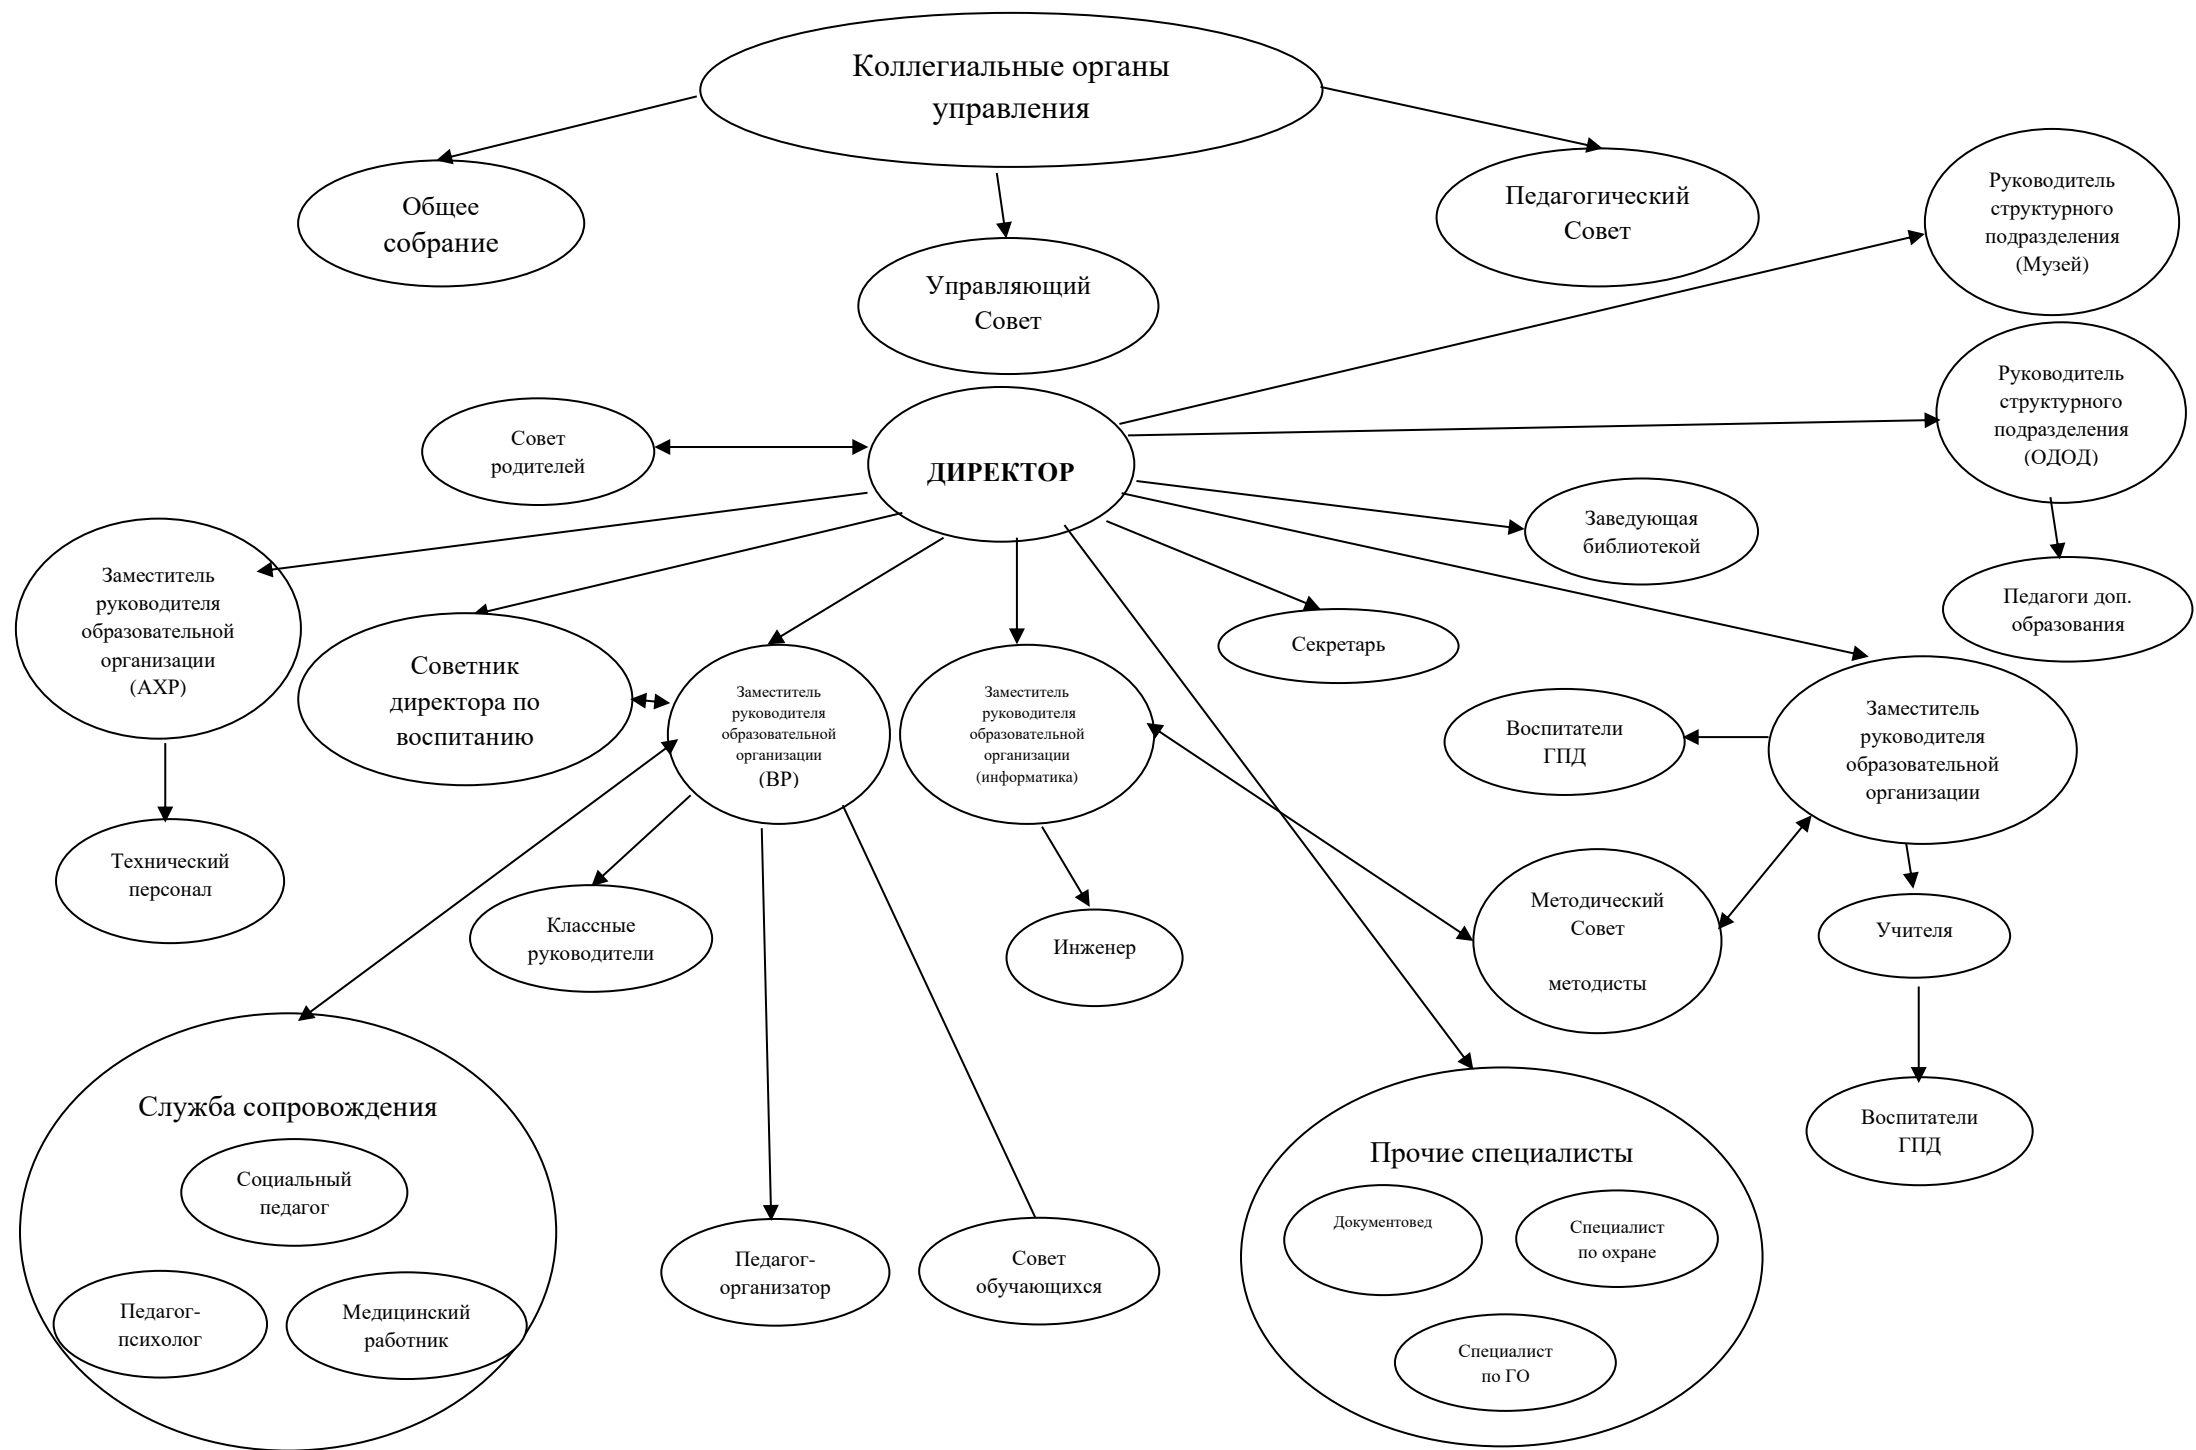 Коллегиальные органы
управления
Общее
собрание
Управляющий
Совет
Педагогический
Совет
Руководитель
структурного
подразделения
(Музей)
Совет
родителей
ДИРЕКТОР
Руководитель
структурного
подразделения
(ОДОД)
Заведующая
библиотекой
Педагоги доп.
образования
Заместитель
руководителя
образовательной
организации
(АХР)
Советник
директора по
воспитанию
Заместитель
руководителя
образовательной
организации
(ВР)
Заместитель
руководителя
образовательной
организации
(информатика)
Секретарь
Воспитатели
ГПД
Заместитель
руководителя
образовательной
организации
Технический
персонал
Классные
руководители
Инженер
Методический
Совет
методисты
Учителя
Служба сопровождения
Социальный
педагог
Педагог-
психолог
Медицинский
работник
Педагог-
организатор
Совет
обучающихся
Прочие специалисты
Документовед
Специалист
по охране
Специалист
по ГО
Воспитатели
ГПД